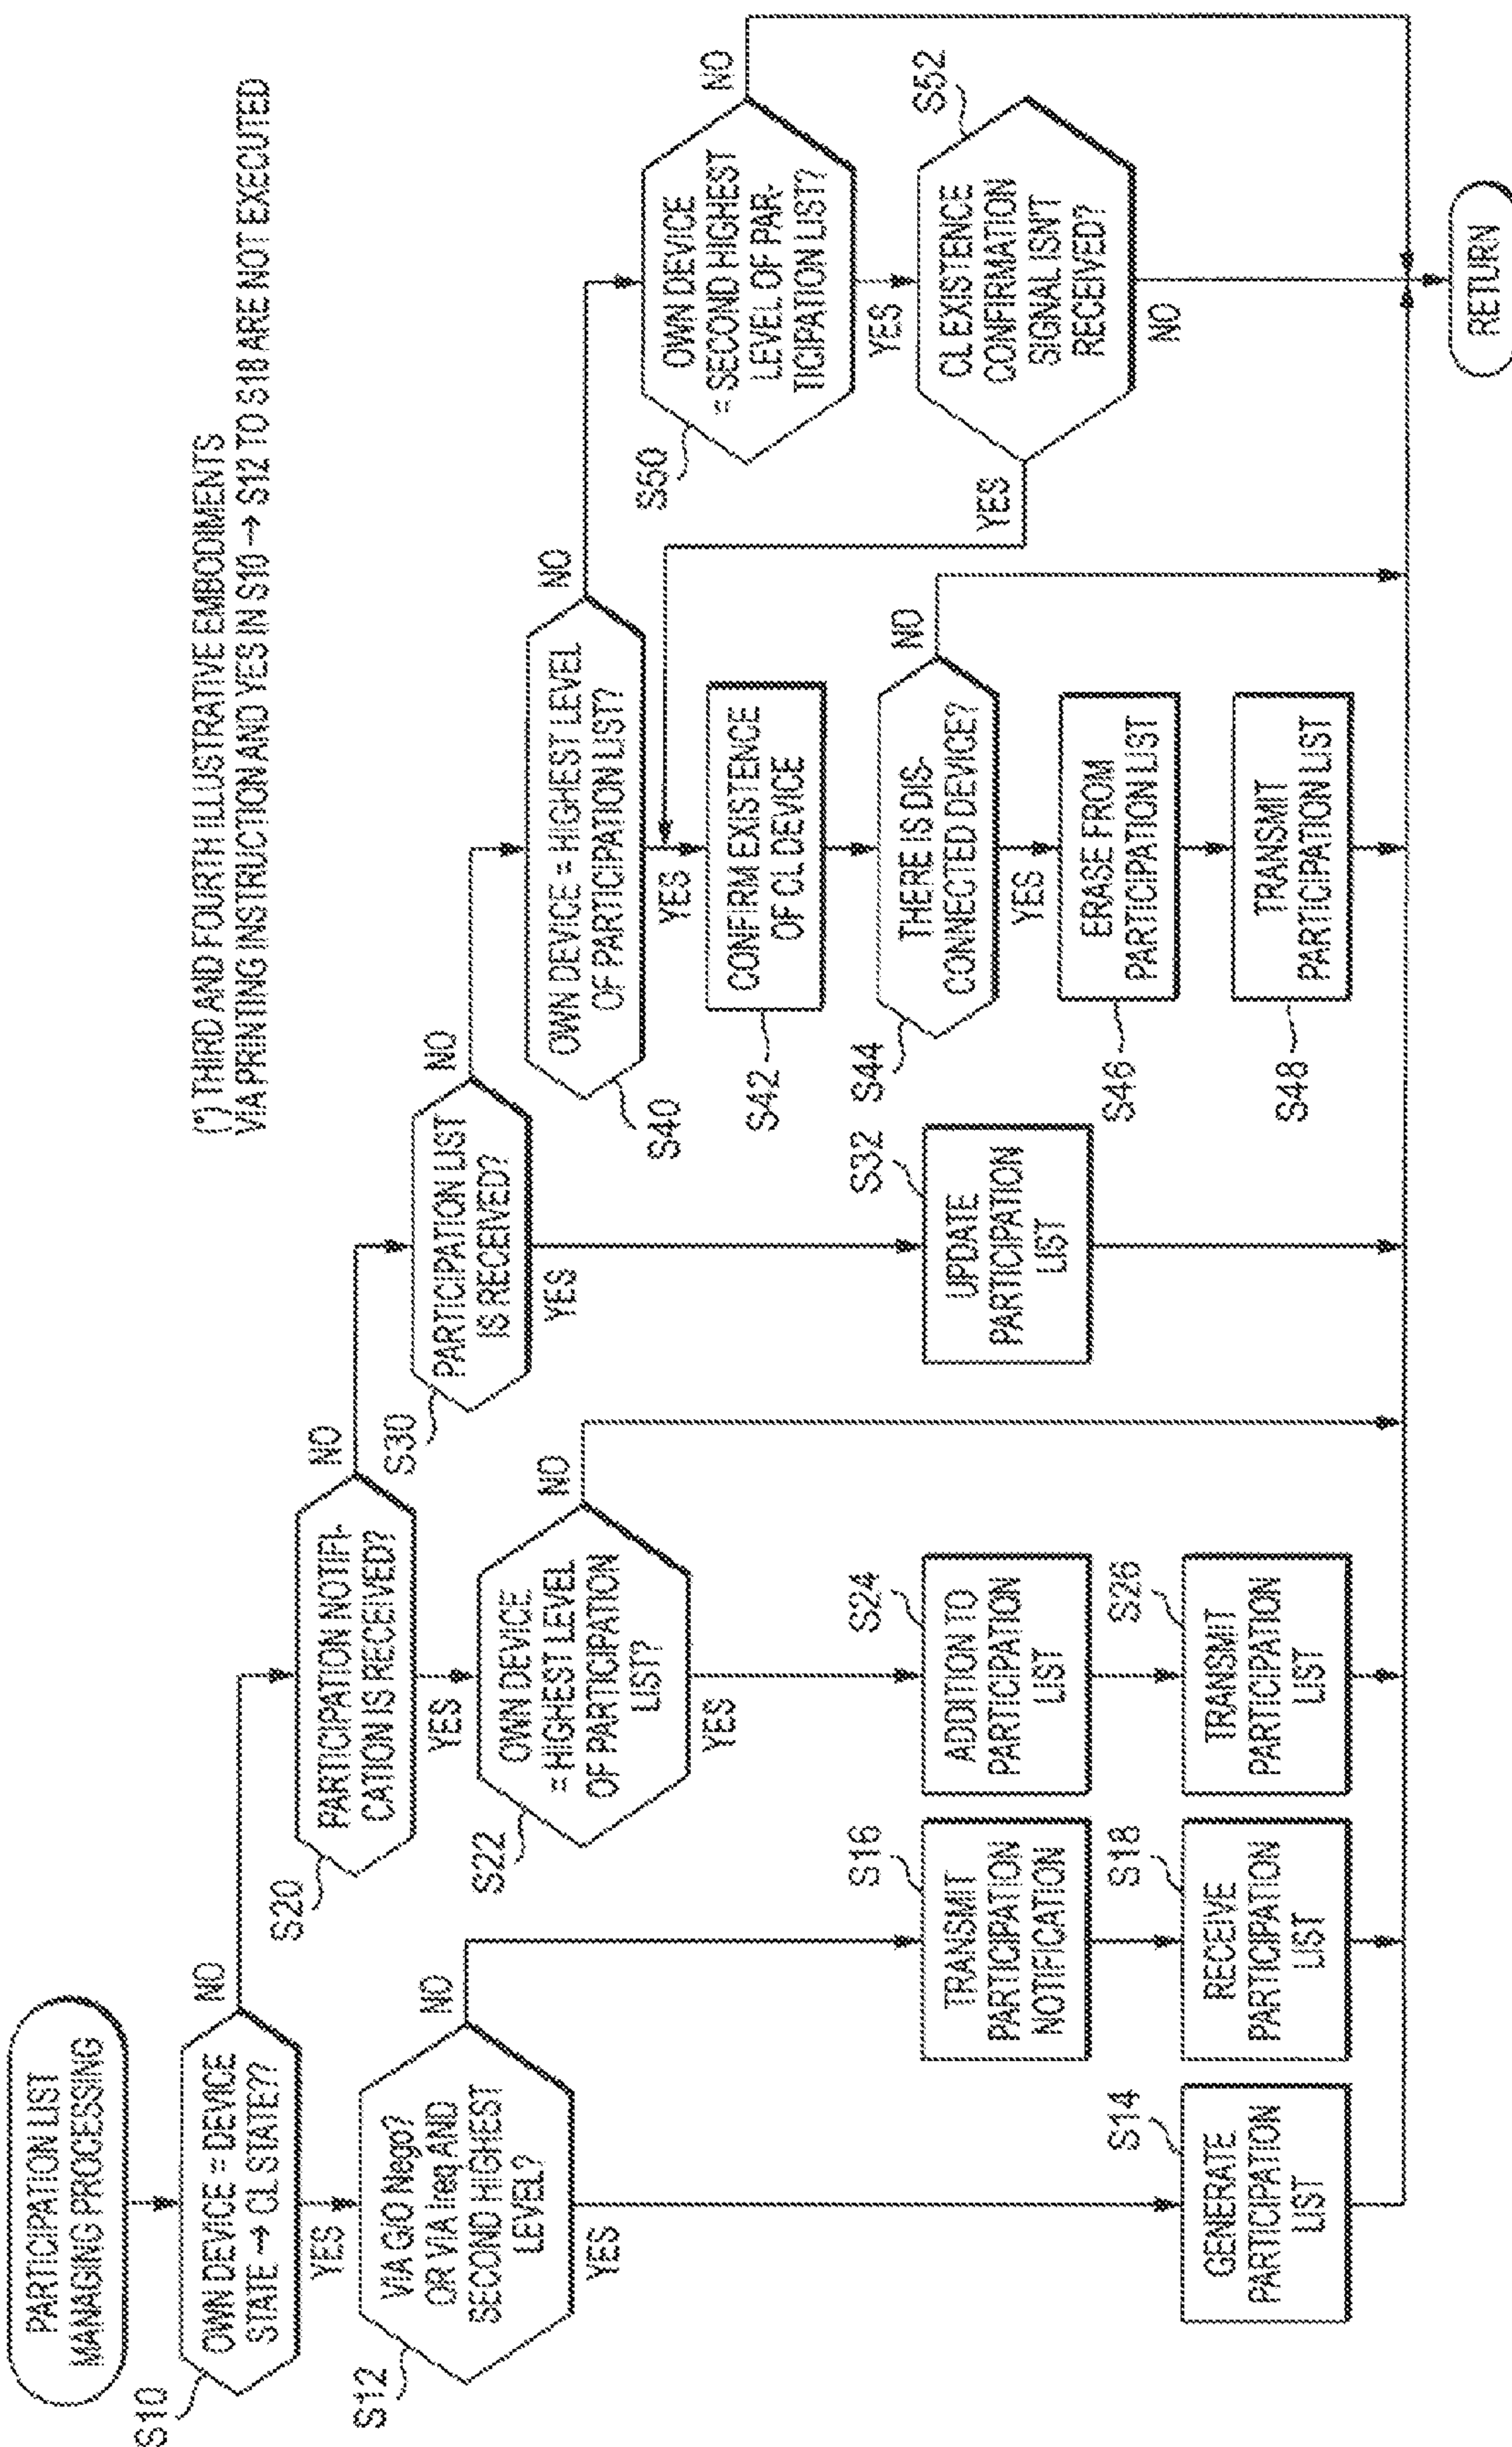 (*) THIRD AND FOURTH ILLUSTRATIVE EMBODIMENTS
VIA PRINTING INSTRUCTION AND YES IN S10 → S12 TO S18 ARE NOT EXECUTED
PARTICIPATION LIST
MANAGING PROCESSING
S10
OWN DEVICE = DEVICE
STATE → CL STATE??
NO
YES
S12
VIA G/O Nego?
OR VIA Ireq AND
SECOND HIGHEST
LEVEL?
NO
YES
S14
GENERATE
PARTICIPATION
LIST
S16
TRANSMIT
PARTICIPATION
NOTIFICATION
S18
RECEIVE
PARTICIPATION
LIST
S20
PARTICIPATION NOTIFI-
CATION IS RECEIVED?
NO
YES
S22
OWN DEVICE
= HIGHEST LEVEL
OF PARTICIPATION
LIST?
NO
YES
S24
ADDITION TO
PARTICIPATION
LIST
S26
TRANSMIT
PARTICIPATION
LIST
S30
PARTICIPATION LIST
IS RECEIVED?
NO
YES
S32
UPDATE
PARTICIPATION
LIST
S40
OWN DEVICE = HIGHEST LEVEL
OF PARTICIPATION LIST?
NO
YES
S42
CONFIRM EXISTENCE
OF CL DEVICE
S44
THERE IS DIS-
CONNECTED DEVICE?
NO
YES
S46
ERASE FROM
PARTICIPATION LIST
S48
TRANSMIT
PARTICIPATION LIST
S50
OWN DEVICE
= SECOND HIGHEST
LEVEL OF PAR-
TICIPATION LIST?
NO
YES
S52
CL EXISTENCE
CONFIRMATION
SIGNAL ISN'T
RECEIVED?
YES
NO
RETURN